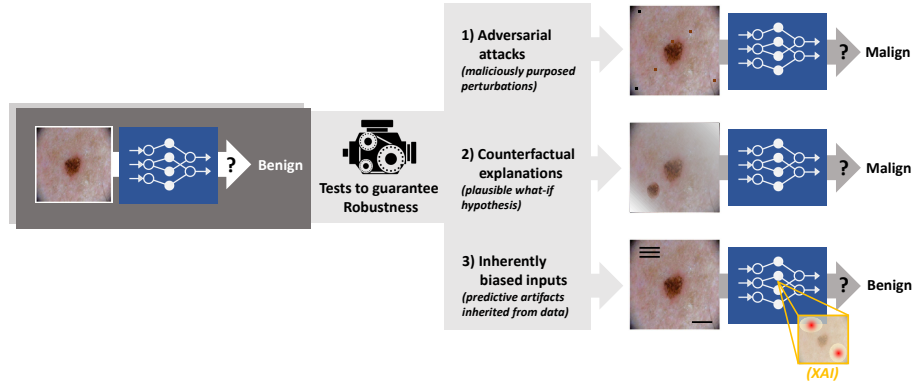 ?
Benign
Tests to guarantee
Robustness
1) Adversarial
attacks
(maliciously purposed
perturbations)
?
Malign
2) Counterfactual
explanations
(plausible what-if
hypothesis)
?
Malign
3) Inherently
biased inputs
(predictive artifacts
inherited from data)
?
Benign
(XAI)